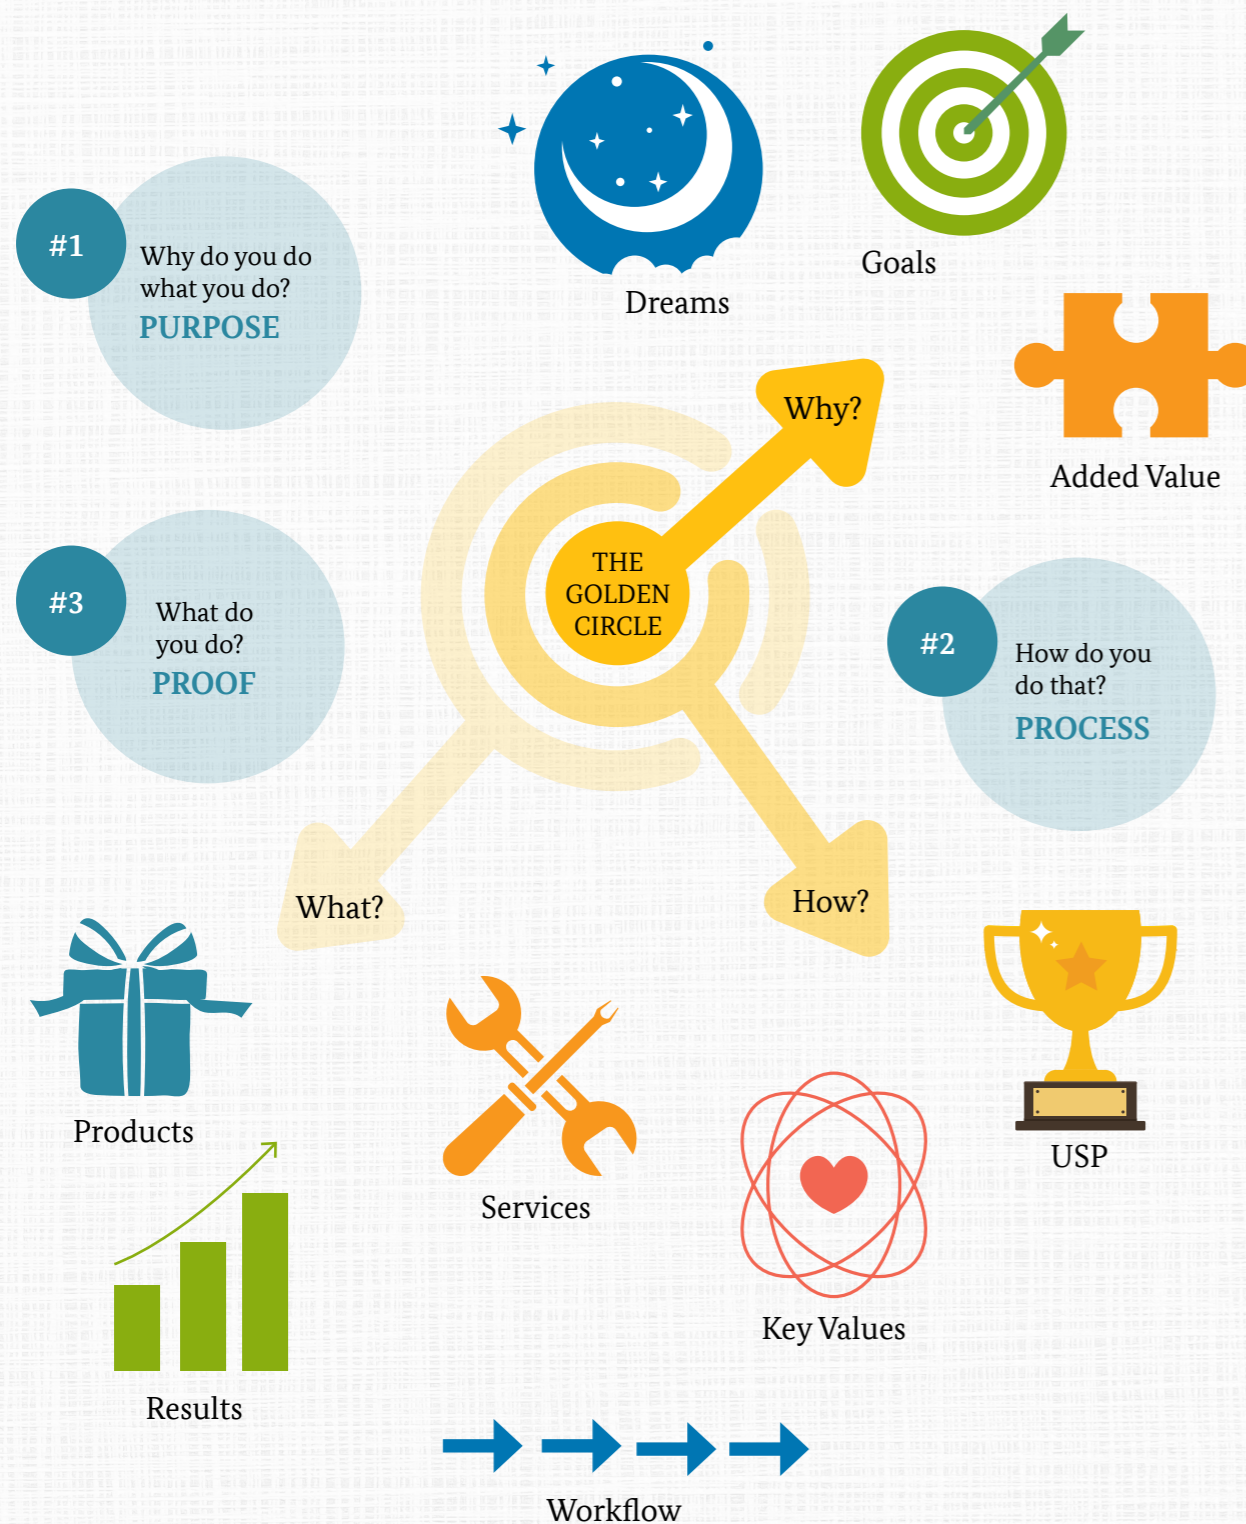 Dreams
Goals
#1
Why do you do
what you do?
PURPOSE
Why?
Added Value
THE
GOLDEN
CIRCLE
#3
What do
you do?
PROOF
#2
How do you
do that?
PROCESS
What?
How?
Products
Services
USP
Key Values
Results
Workflow